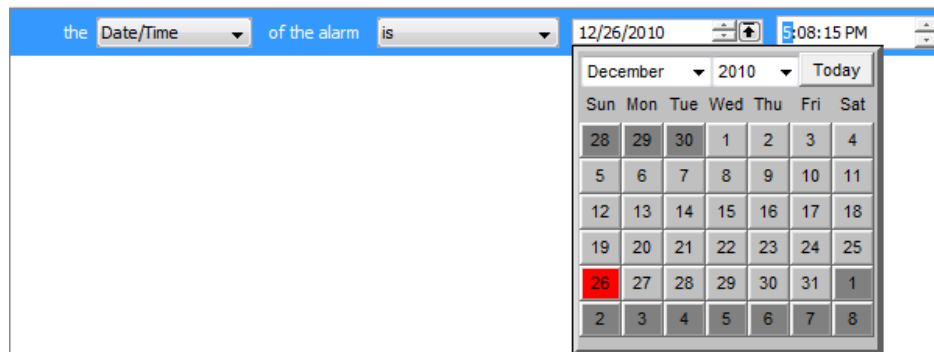 the Date/Time of the alarm is 12/26/2010 5:08:15 PM
December 2010 Today
Sun Mon Tue Wed Thu Fri Sat
28 29 30 1 2 3 4
5 6 7 8 9 10 11
12 13 14 15 16 17 18
19 20 21 22 23 24 25
26 27 28 29 30 31 1
2 3 4 5 6 7 8